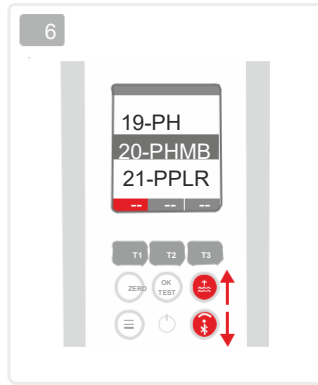 6
19-PH
20-PHMB
21-PPLR
-- -- --
T1 T2 T3
ZERO OK TEST